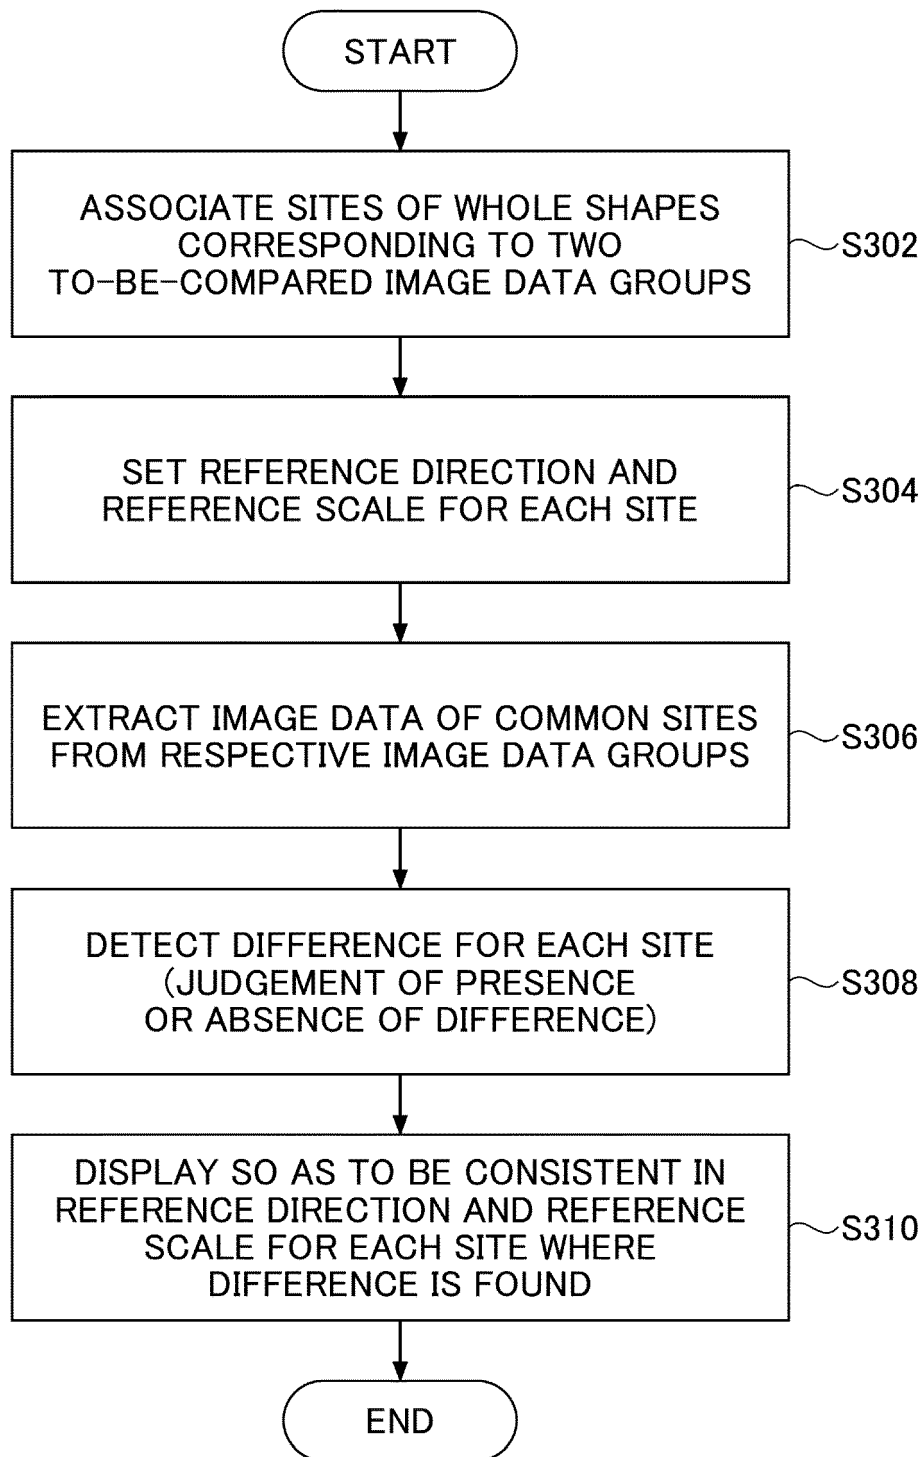 START
ASSOCIATE SITES OF WHOLE SHAPES
CORRESPONDING TO TWO
TO-BE-COMPARED IMAGE DATA GROUPS
S302
SET REFERENCE DIRECTION AND
REFERENCE SCALE FOR EACH SITE
S304
EXTRACT IMAGE DATA OF COMMON SITES
FROM RESPECTIVE IMAGE DATA GROUPS
S306
DETECT DIFFERENCE FOR EACH SITE
(JUDGEMENT OF PRESENCE
OR ABSENCE OF DIFFERENCE)
S308
DISPLAY SO AS TO BE CONSISTENT IN
REFERENCE DIRECTION AND REFERENCE
SCALE FOR EACH SITE WHERE
DIFFERENCE IS FOUND
S310
END